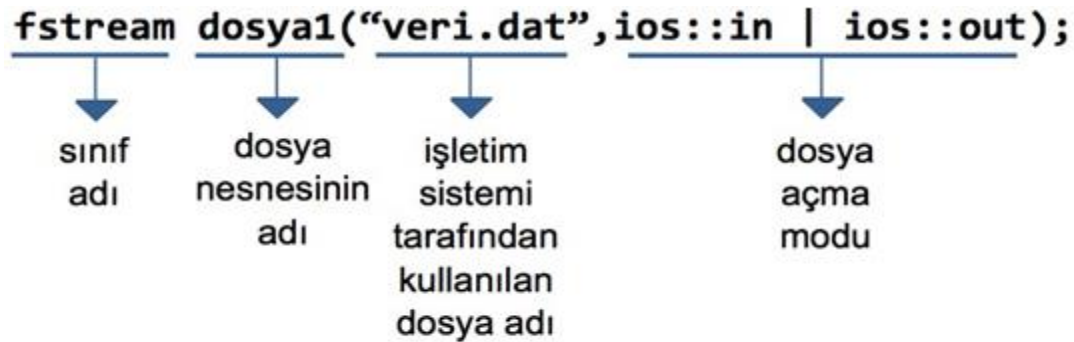 fstream dosya1(“veri.dat”,ios::in | ios::out);
sınıf
adı
dosya
nesnesinin
adı
işletim
sistemi
tarafından
kullanılan
dosya adı
dosya
açma
modu